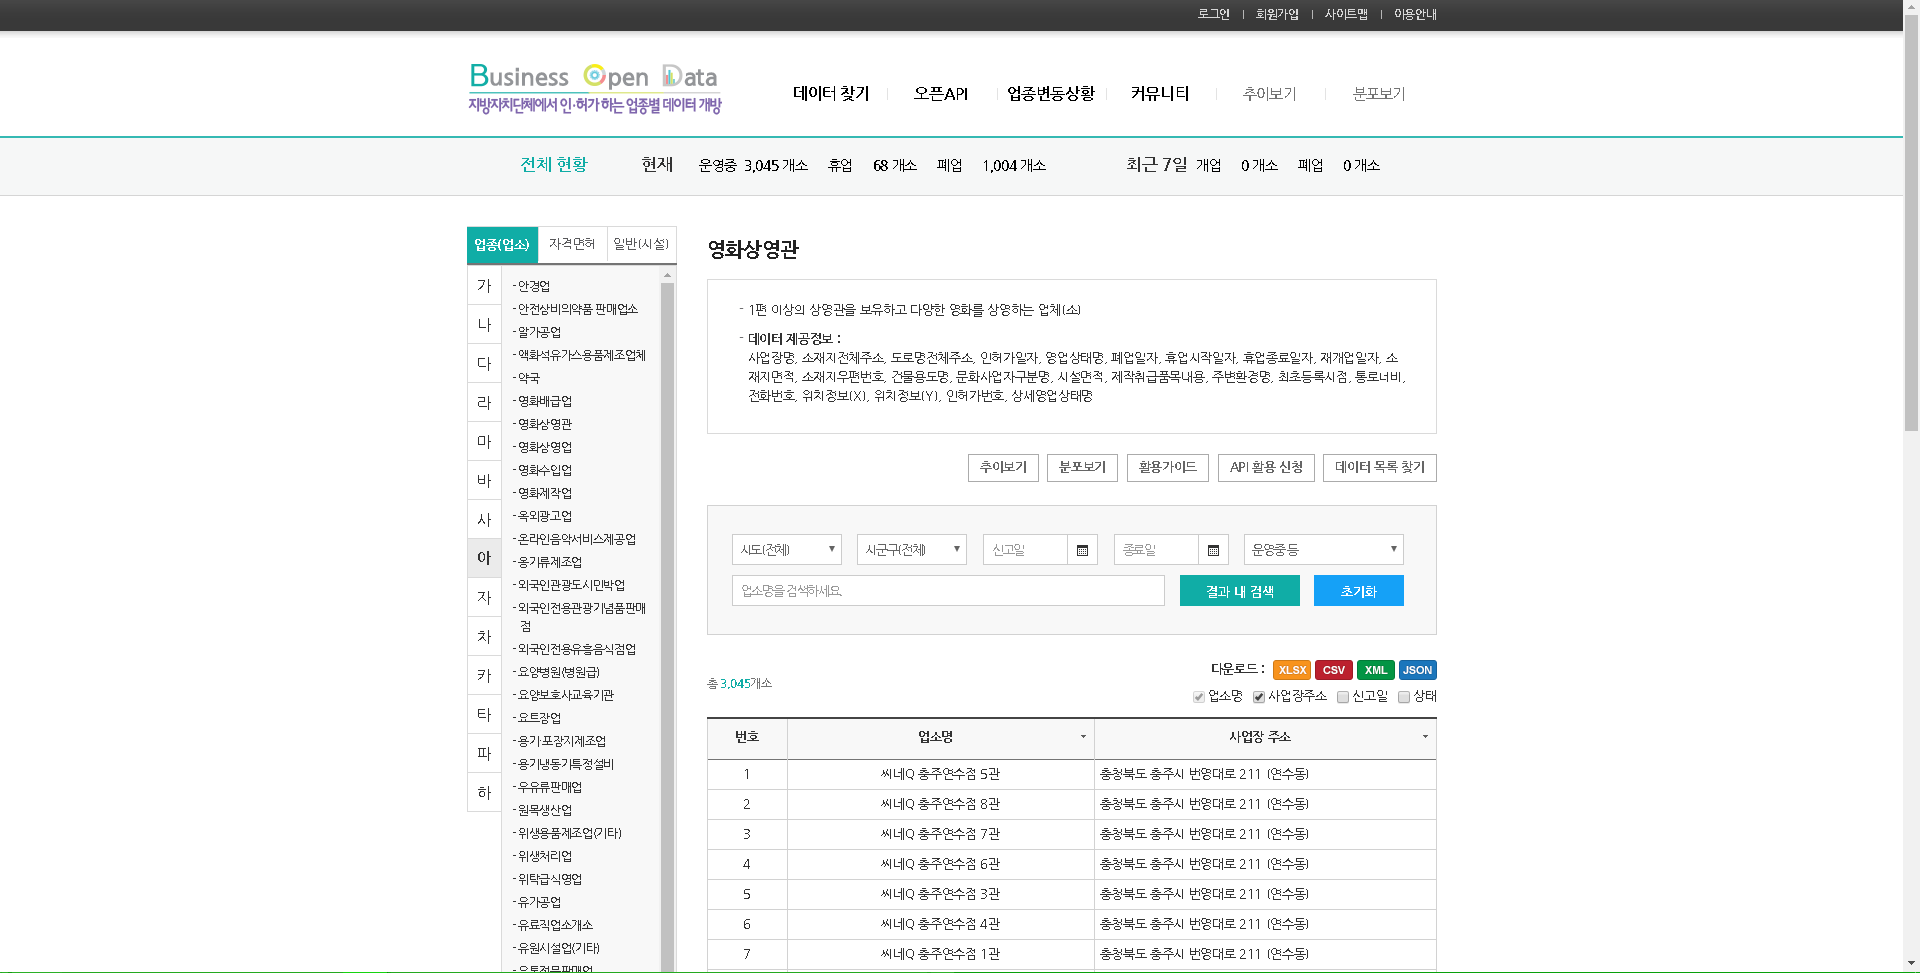 로그인 회원가입 사이트맵 이용안내
Business Open Data
지방자치단체에서 인·허가 하는 업종별 데이터 개방
데이터 찾기 오픈API 업종변동상황 커뮤니티 추이보기 분포보기
전체 현황 현재 운영중 3,045 개소 휴업 68 개소 폐업 1,004 개소 최근 7일 개업 0 개소 폐업 0 개소
업종(업소) 자격면허 일반(시설)
가
나
다
라
마
바
사
아
자
차
카
타
파
하
- 안경업
- 안전상비의약품 판매업소
- 알가공업
- 액화석유가스용품제조업체
- 약국
- 영화배급업
- 영화상영관
- 영화상영업
- 영화수입업
- 영화제작업
- 옥외광고업
- 온라인음악서비스제공업
- 옹기류제조업
- 외국인관광도시민박업
- 외국인전용관광기념품판매
점
- 외국인전용유흥음식점업
- 요양병원(병원급)
- 요양보호사교육기관
- 요트장업
- 용기·포장지제조업
- 용기냉동기특정설비
- 우유류판매업
- 원목생산업
- 위생용품제조업(기타)
- 위생처리업
- 위탁급식영업
- 유가공업
- 유료직업소개소
- 유원시설업(기타)
- 유통전문판매업
영화상영관
- 1편 이상의 상영관을 보유하고 다양한 영화를 상영하는 업체(소)
- 데이터 제공정보 :
사업장명, 소재지전체주소, 도로명전체주소, 인허가일자, 영업상태명, 폐업일자, 휴업시작일자, 휴업종료일자, 재개업일자, 소
재지면적, 소재지우편번호, 건물용도명, 문화사업자구분명, 시설면적, 제작취급품목내용, 주변환경명, 최초등록시점, 통로너비,
전화번호, 위치정보(X), 위치정보(Y), 인허가번호, 상세영업상태명
추이보기 분포보기 활용가이드 API 활용 신청 데이터 목록 찾기
시도(전체) 시군구(전체) 신고일 종료일 운영중등
업소명을 검색하세요. 결과 내 검색 초기화
다운로드 : XLSX CSV XML JSON
총 3,045개소
업소명 사업장주소 신고일 상태
번호 업소명 사업장 주소
1 씨네Q 충주연수점 5관 충청북도 충주시 번영대로 211 (연수동)
2 씨네Q 충주연수점 8관 충청북도 충주시 번영대로 211 (연수동)
3 씨네Q 충주연수점 7관 충청북도 충주시 번영대로 211 (연수동)
4 씨네Q 충주연수점 6관 충청북도 충주시 번영대로 211 (연수동)
5 씨네Q 충주연수점 3관 충청북도 충주시 번영대로 211 (연수동)
6 씨네Q 충주연수점 4관 충청북도 충주시 번영대로 211 (연수동)
7 씨네Q 충주연수점 1관 충청북도 충주시 번영대로 211 (연수동)